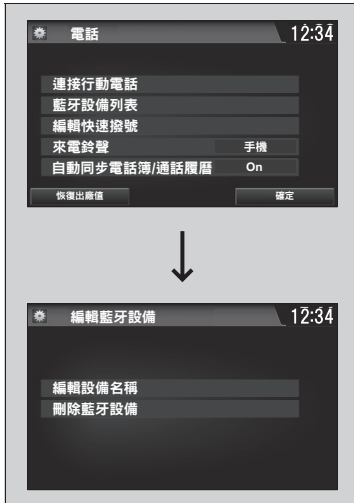 電話 12:34
連接行動電話
藍牙設備列表
編輯快速撥號
來電鈴聲 手機
自動同步電話簿/通話履曆 On
恢復出廠值 確定
編輯藍牙設備 12:34
編輯設備名稱
刪除藍牙設備